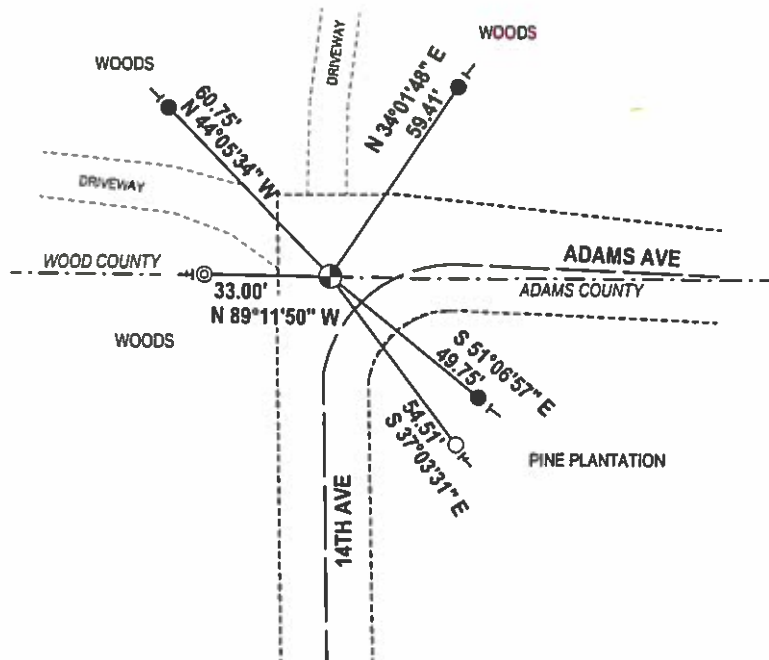 WOODS
DRIVEWAY
WOODS
60.75'
N 44°05'34" W
N 34°01'48" E
59.41'
DRIVEWAY
WOOD COUNTY
ADAMS AVE
ADAMS COUNTY
33.00'
N 89°11'50" W
WOODS
S 51°06'57" E
49.75'
54.51'
S 37°03'31" E
PINE PLANTATION
14TH AVE